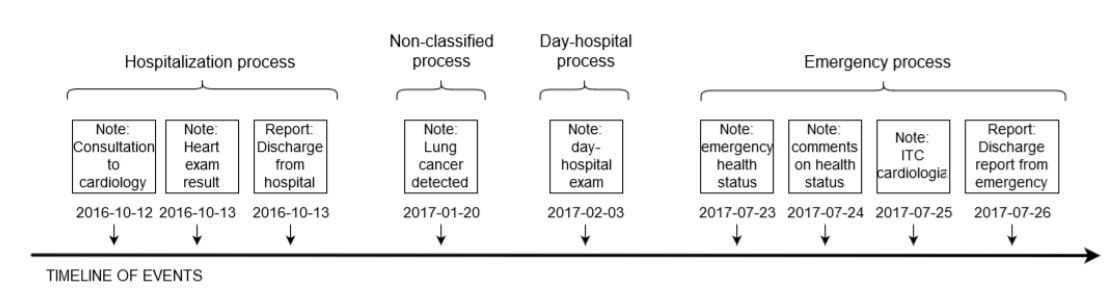 Hospitalization process
Non-classified
process
Day-hospital
process
Emergency process
Note:
Consultation
to
cardiology
Note:
Heart
exam
result
Report:
Discharge
from
hospital
Note:
Lung
cancer
detected
Note:
day-
hospital
exam
Note:
emergency
health
status
Note:
comments
on health
status
Note:
ITC
cardiologia
Report:
Discharge
report from
emergency
2016-10-12
2016-10-13
2016-10-13
2017-01-20
2017-02-03
2017-07-23
2017-07-24
2017-07-25
2017-07-26
TIMELINE OF EVENTS